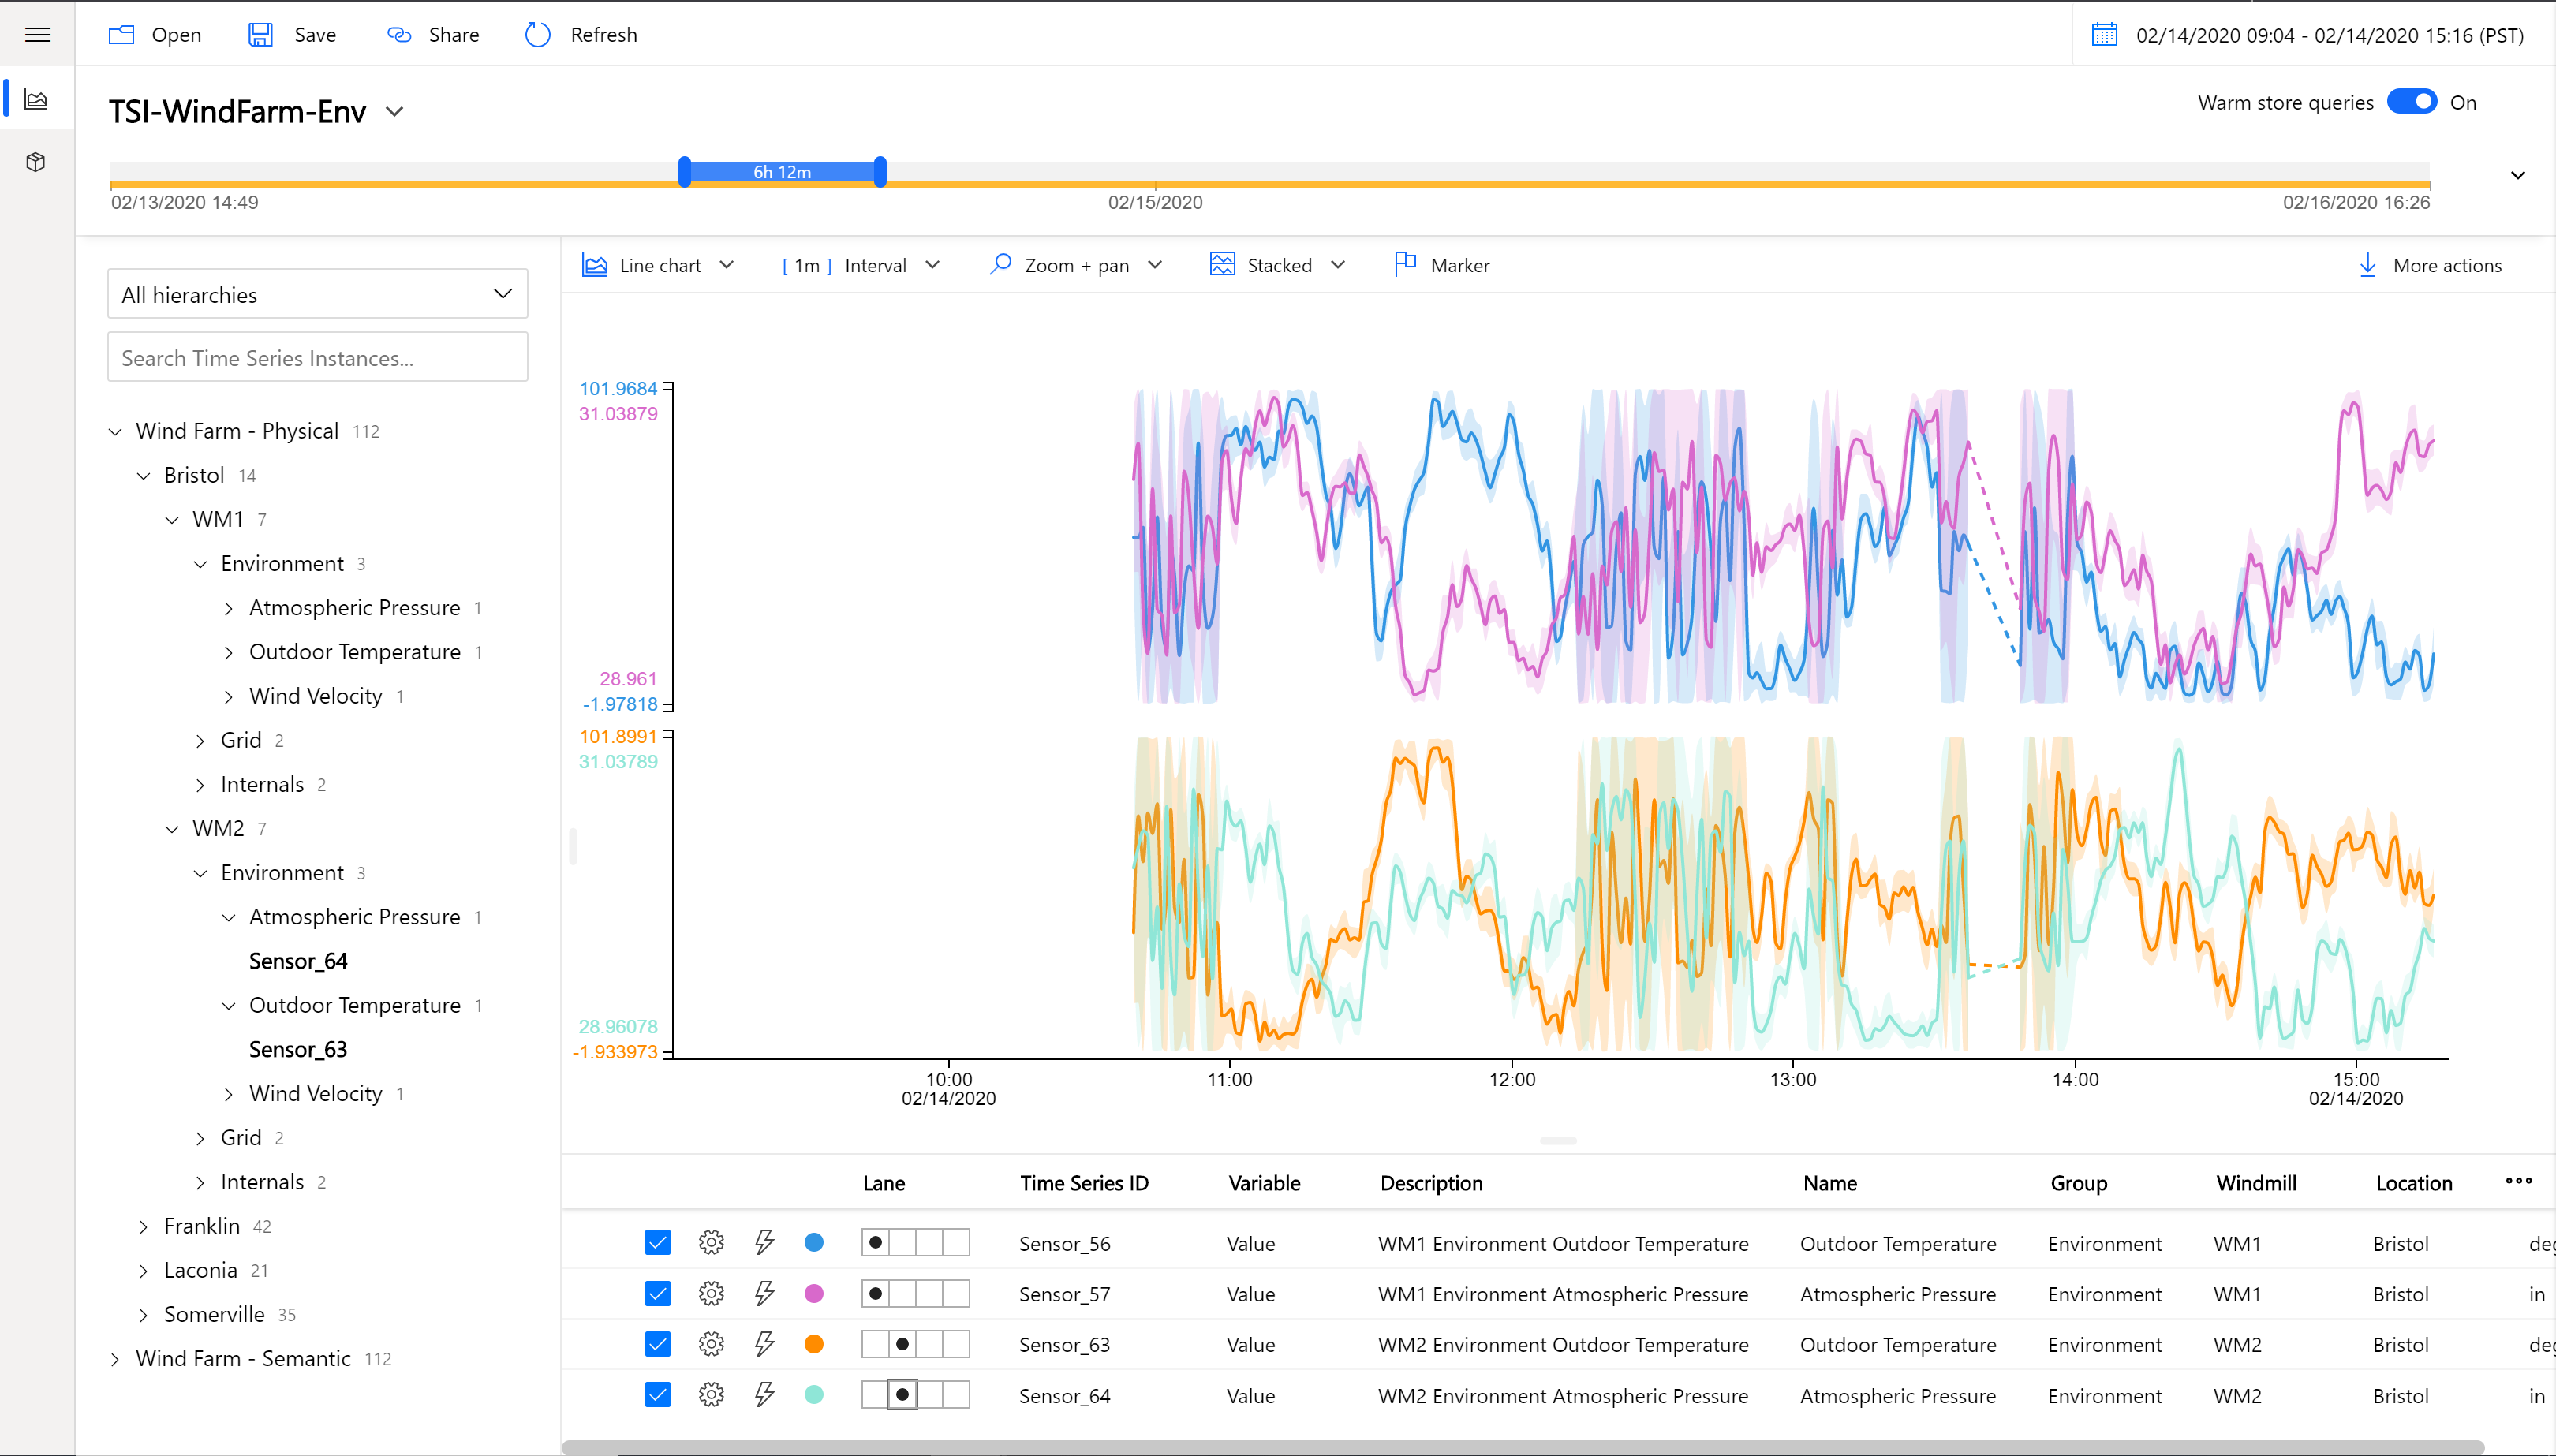 Open Save Share Refresh 02/14/2020 09:04 - 02/14/2020 15:16 (PST)
TSI-WindFarm-Env
Warm store queries On
6h 12m
02/13/2020 14:49 02/15/2020 02/16/2020 16:26
All hierarchies
Search Time Series Instances...
Wind Farm - Physical 112
Bristol 14
WM1 7
Environment 3
Atmospheric Pressure 1
Outdoor Temperature 1
Wind Velocity 1
Grid 2
Internals 2
WM2 7
Environment 3
Atmospheric Pressure 1
Sensor_64
Outdoor Temperature 1
Sensor_63
Wind Velocity 1
Grid 2
Internals 2
Franklin 42
Laconia 21
Somerville 35
Wind Farm - Semantic 112
Line chart [ 1m ] Interval Zoom + pan Stacked Marker More actions
101.9684
31.03879
28.961
-1.97818
101.8991
31.03789
28.96078
-1.933973
10:00 11:00 12:00 13:00 14:00 15:00
02/14/2020 02/14/2020
Lane Time Series ID Variable Description Name Group Windmill Location
Sensor_56 Value WM1 Environment Outdoor Temperature Outdoor Temperature Environment WM1 Bristol deg
Sensor_57 Value WM1 Environment Atmospheric Pressure Atmospheric Pressure Environment WM1 Bristol in
Sensor_63 Value WM2 Environment Outdoor Temperature Outdoor Temperature Environment WM2 Bristol deg
Sensor_64 Value WM2 Environment Atmospheric Pressure Atmospheric Pressure Environment WM2 Bristol in